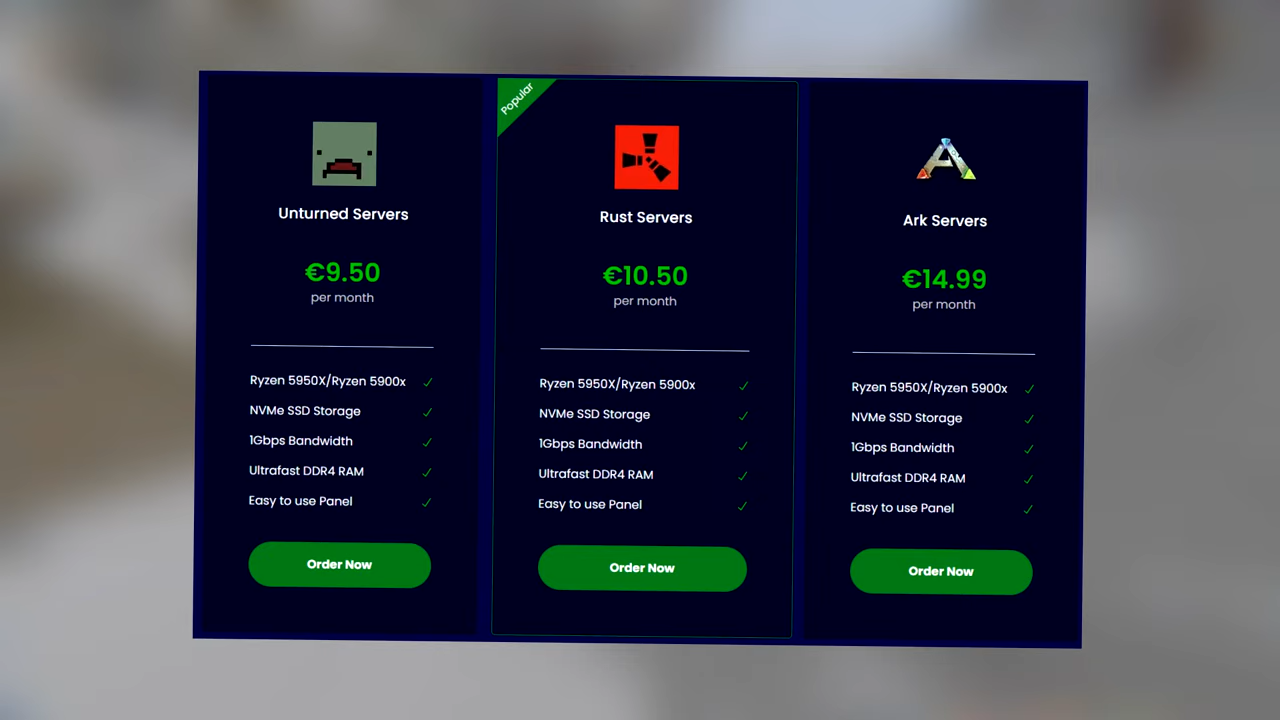 Unturned Servers
€9.50
per month
Ryzen 5950X/Ryzen 5900x
NVMe SSD Storage
1Gbps Bandwidth
Ultrafast DDR4 RAM
Easy to use Panel
Order Now
Popular
Rust Servers
€10.50
per month
Ryzen 5950X/Ryzen 5900x
NVMe SSD Storage
1Gbps Bandwidth
Ultrafast DDR4 RAM
Easy to use Panel
Order Now
Ark Servers
€14.99
per month
Ryzen 5950X/Ryzen 5900x
NVMe SSD Storage
1Gbps Bandwidth
Ultrafast DDR4 RAM
Easy to use Panel
Order Now